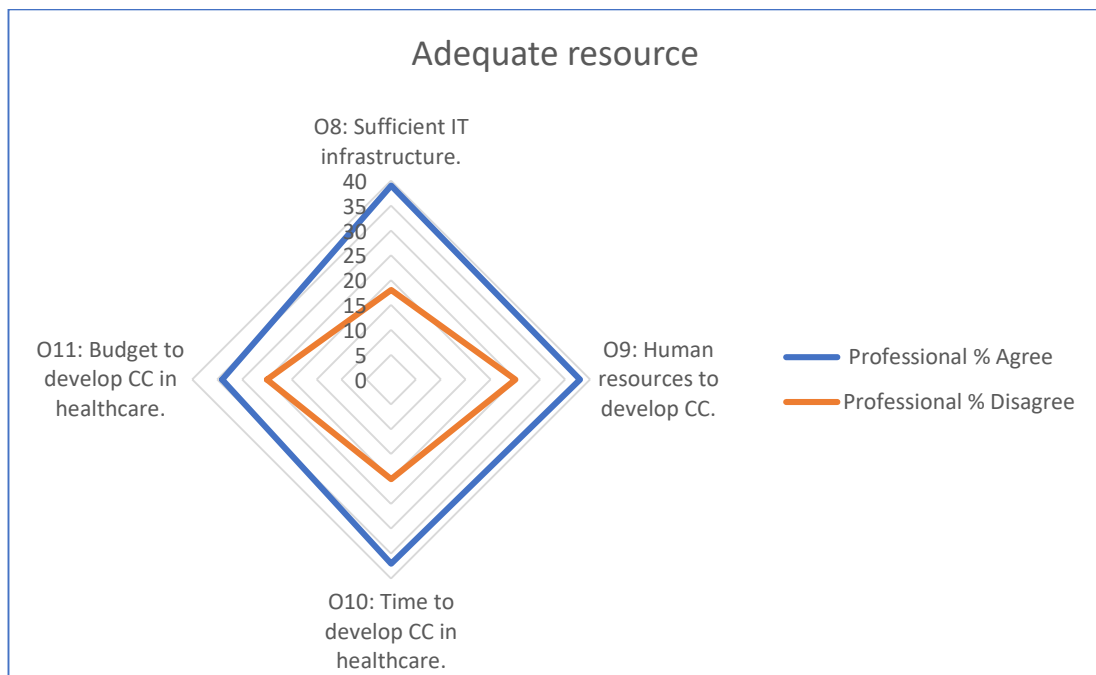 Adequate resource
O8: Sufficient IT
infrastructure.
40
35
30
25
20
15
10
5
0
O11: Budget to
develop CC in
healthcare.
O9: Human
resources to
develop CC.
Professional % Agree
Professional % Disagree
O10: Time to
develop CC in
healthcare.